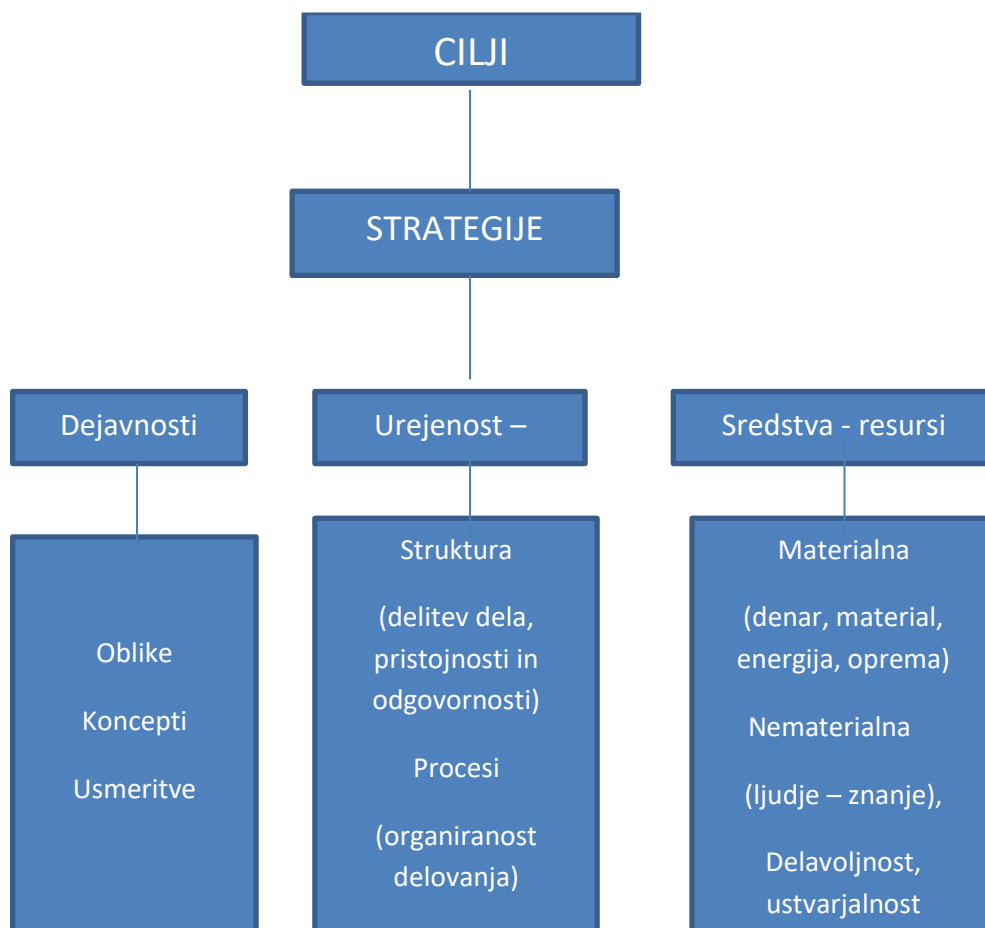 CILJI
STRATEGIJE
Dejavnosti
Urejenost –
Sredstva - resursi
Oblike
Koncepti
Usmeritve
Struktura
(delitev dela,
pristojnosti in
odgovornosti)
Procesi
(organiranost
delovanja)
Materialna
(denar, material,
energija, oprema)
Nematerialna
(ljudje – znanje),
Delavoljnost,
ustvarjalnost